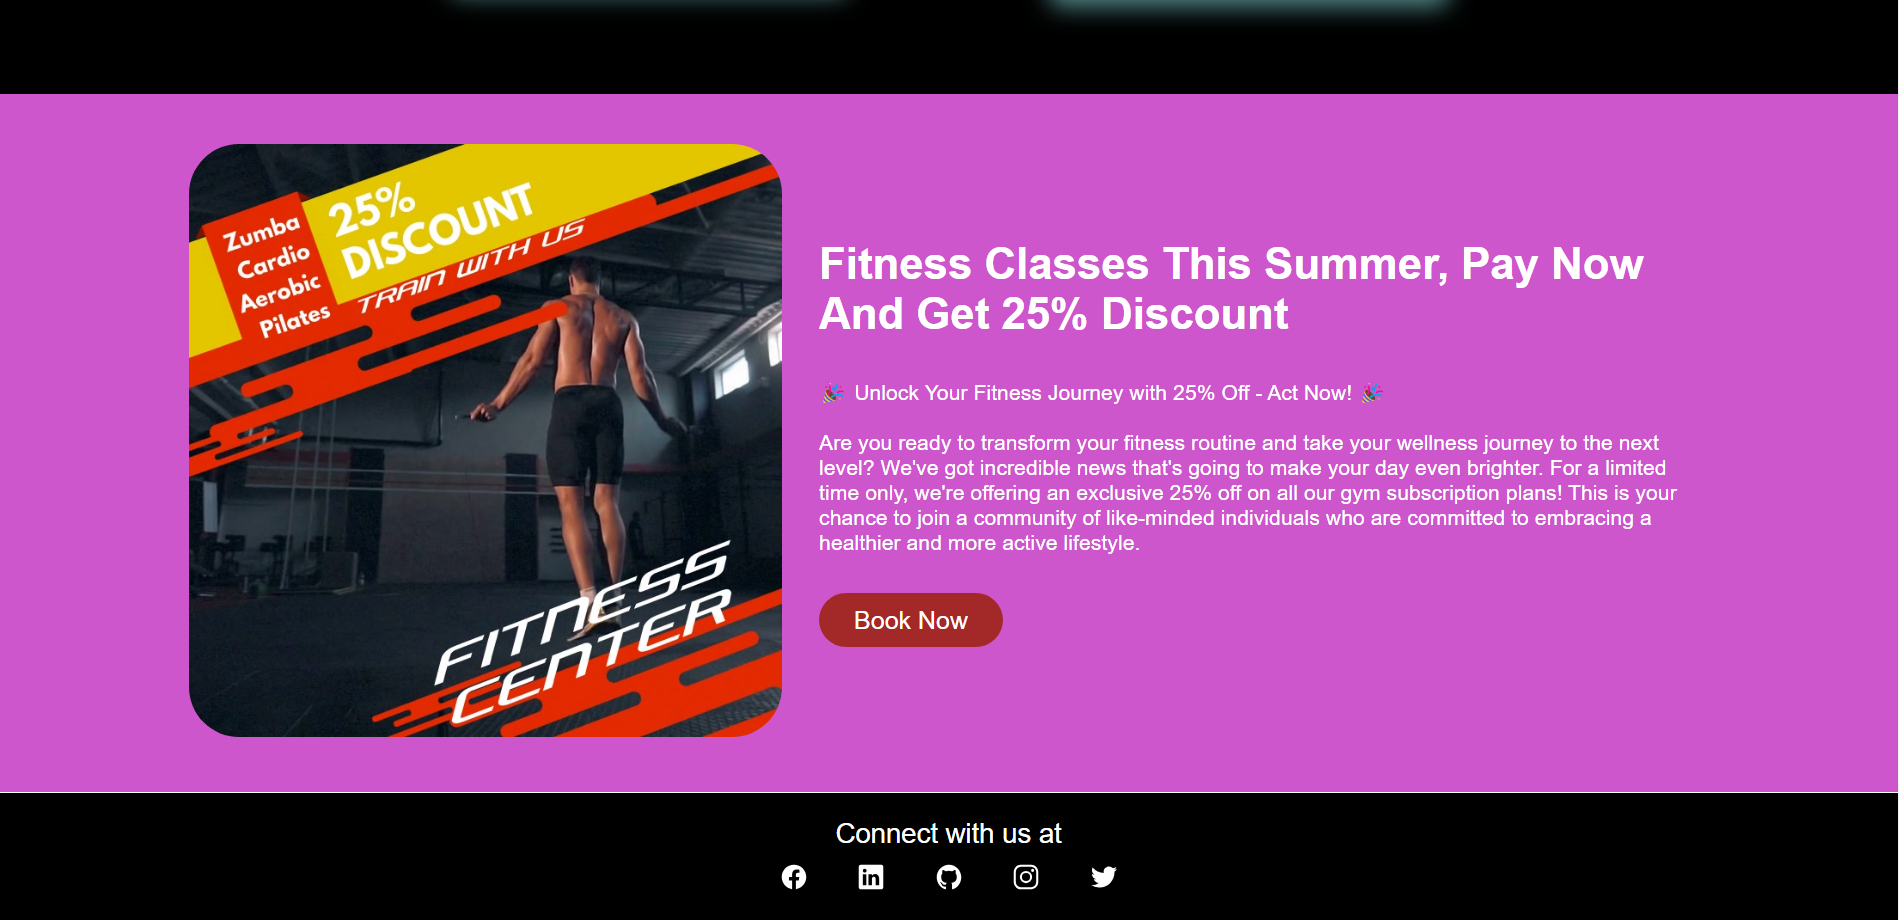 Zumba
Cardio
Aerobic
Pilates
25%
DISCOUNT
TRAIN WITH US
FITNESS
CENTER
Fitness Classes This Summer, Pay Now
And Get 25% Discount
🎉 Unlock Your Fitness Journey with 25% Off - Act Now! 🎉
Are you ready to transform your fitness routine and take your wellness journey to the next
level? We've got incredible news that's going to make your day even brighter. For a limited
time only, we're offering an exclusive 25% off on all our gym subscription plans! This is your
chance to join a community of like-minded individuals who are committed to embracing a
healthier and more active lifestyle.
Book Now
Connect with us at